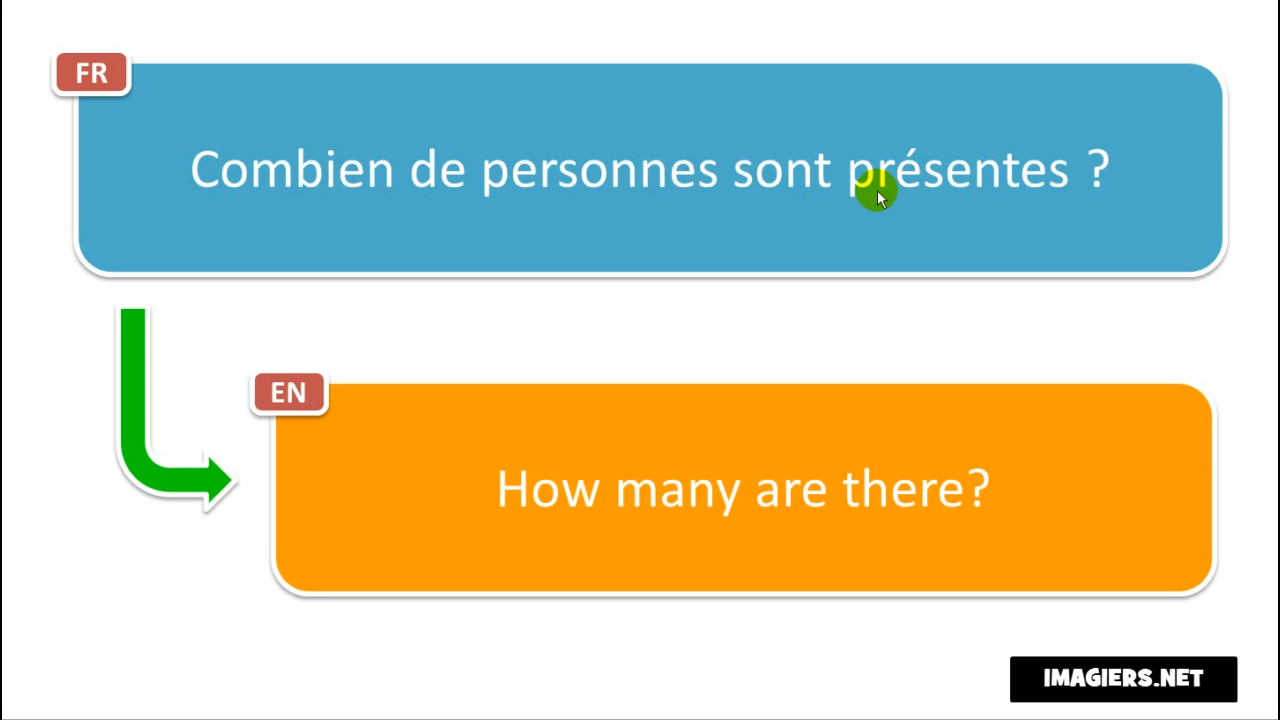 FR
Combien de personnes sont présentes ?
EN
How many are there?
IMAGIERS.NET